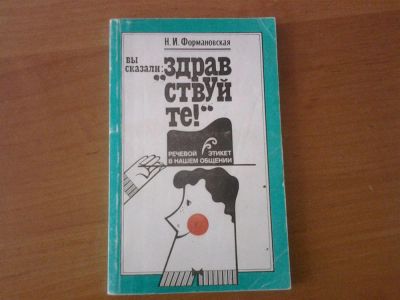 Н. И. Формановская
вы
сказали:
„здрав
ствуй
те!“
РЕЧЕВОЙ ЭТИКЕТ
В НАШЕМ ОБЩЕНИИ